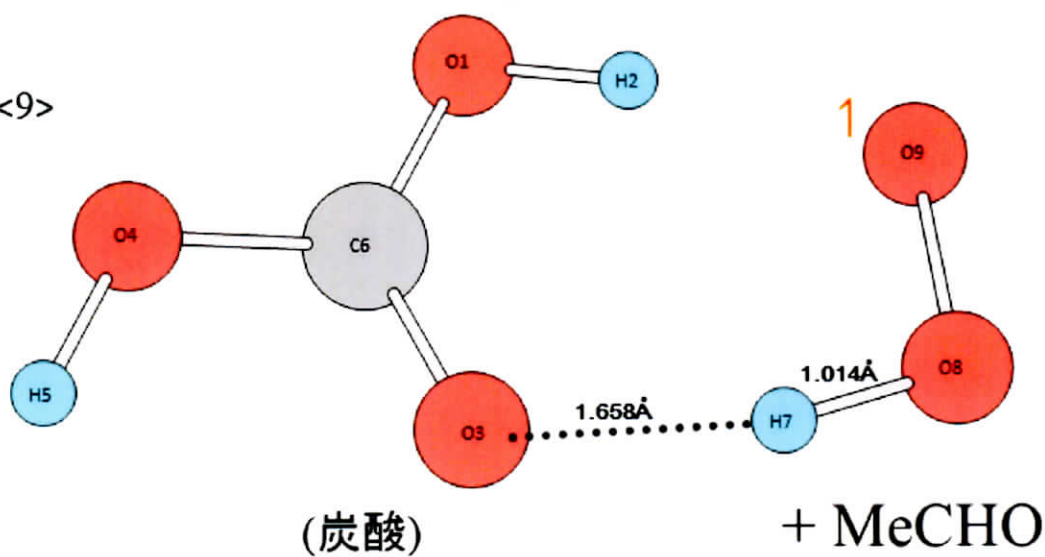 O1
H2
<9>
1
O9
O4
C6
O8
1.014Å
H5
1.658Å
H7
O3
(炭酸)
+ MeCHO